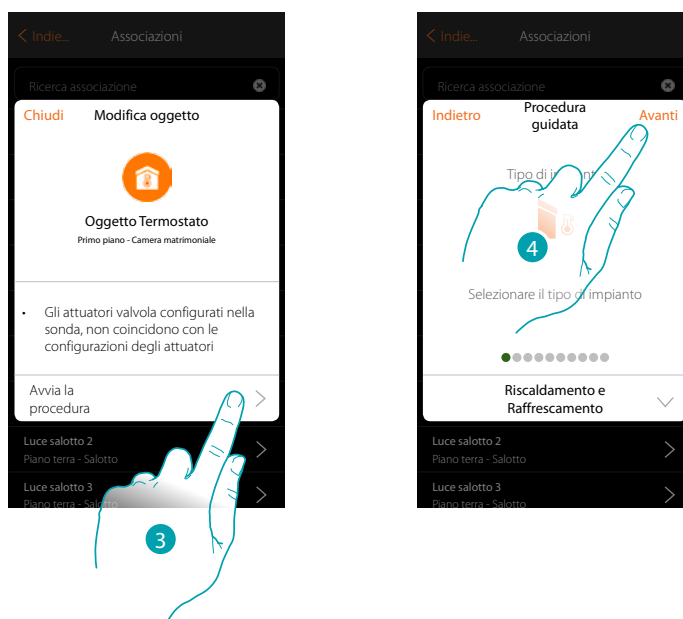 Indie... Associazioni
Ricerca associazione
Chiudi Modifica oggetto
Oggetto Termostato
Primo piano - Camera matrimoniale
• Gli attuatori valvola configurati nella
sonda, non coincidono con le
configurazioni degli attuatori
Avvia la
procedura
Luce salotto 2
Piano terra - Salotto
Luce salotto 3
Piano terra - Salotto
3
Indie... Associazioni
Ricerca associazione
Indietro Procedura
guidata Avanti
Tipo di
4
Selezionare il tipo di impianto
Riscaldamento e
Raffrescamento
Luce salotto 2
Piano terra - Salotto
Luce salotto 3
Piano terra - Salotto